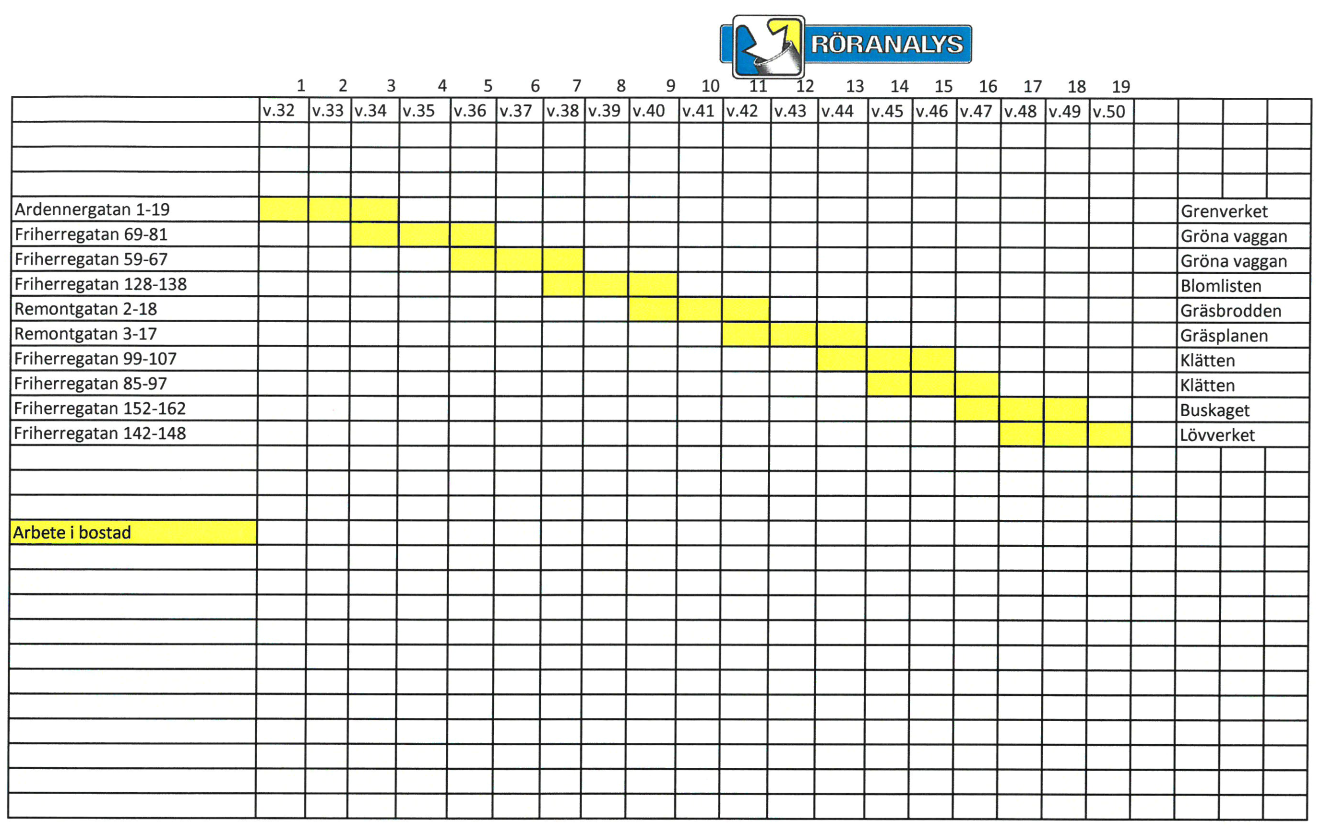 RÖRANALYS
1 2 3 4 5 6 7 8 9 10 11 12 13 14 15 16 17 18 19
v.32 v.33 v.34 v.35 v.36 v.37 v.38 v.39 v.40 v.41 v.42 v.43 v.44 v.45 v.46 v.47 v.48 v.49 v.50
Ardennergatan 1-19 Grenverket
Friherregatan 69-81 Gröna vaggan
Friherregatan 59-67 Gröna vaggan
Friherregatan 128-138 Blomlisten
Remontgatan 2-18 Gräsbrodden
Remontgatan 3-17 Gräsplanen
Friherregatan 99-107 Klätten
Friherregatan 85-97 Klätten
Friherregatan 152-162 Buskaget
Friherregatan 142-148 Lövverket
Arbete i bostad